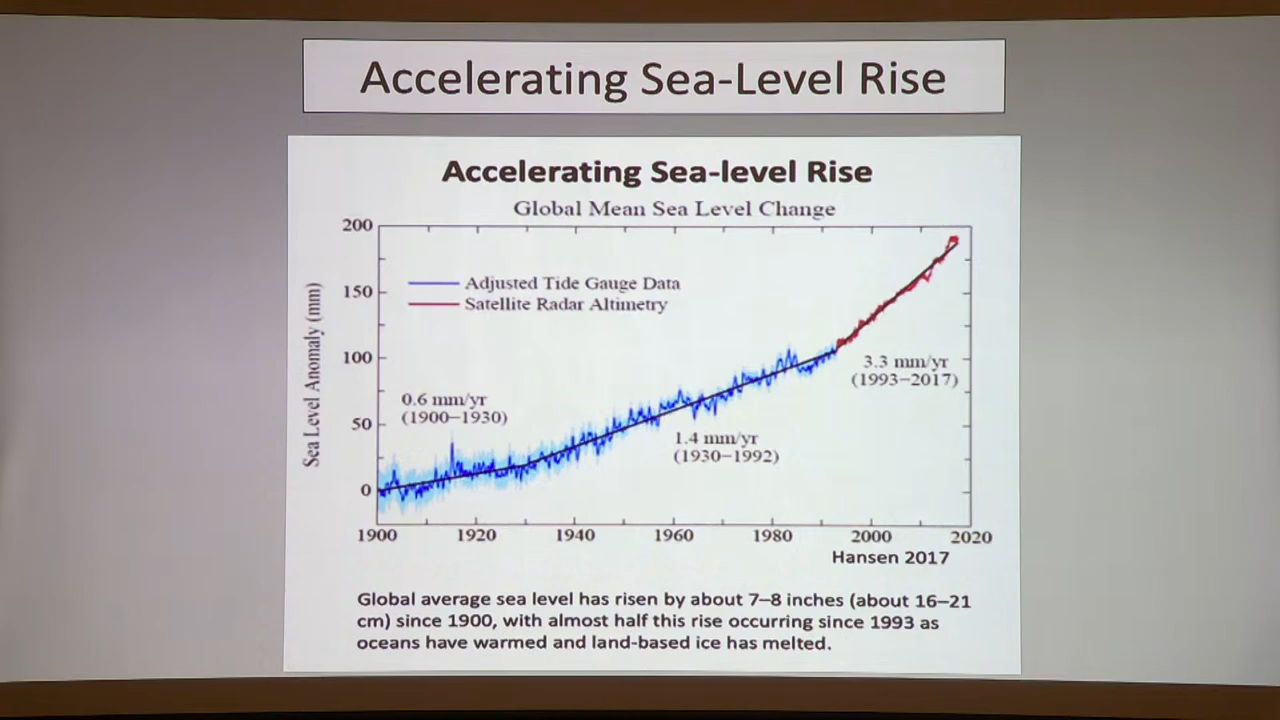 Accelerating Sea-Level Rise
Accelerating Sea-level Rise
Global Mean Sea Level Change
200
150
100
50
0
Sea Level Anomaly (mm)
Adjusted Tide Gauge Data
Satellite Radar Altimetry
0.6 mm/yr
(1900–1930)
1.4 mm/yr
(1930–1992)
3.3 mm/yr
(1993–2017)
1900 1920 1940 1960 1980 2000 2020
Hansen 2017
Global average sea level has risen by about 7–8 inches (about 16–21
cm) since 1900, with almost half this rise occurring since 1993 as
oceans have warmed and land-based ice has melted.